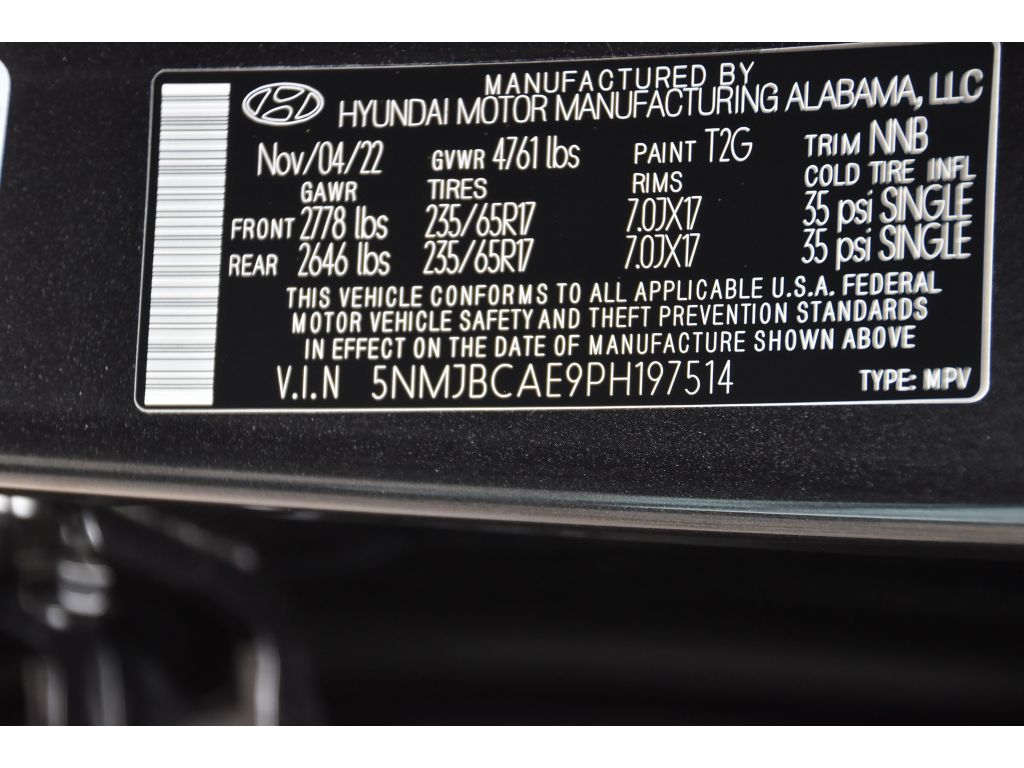 MANUFACTURED BY
HYUNDAI MOTOR MANUFACTURING ALABAMA, LLC
Nov/04/22 GVWR 4761 lbs PAINT T2G TRIM NNB
GAWR TIRES RIMS COLD TIRE INFL
FRONT 2778 lbs 235/65R17 7.0JX17 35 psi SINGLE
REAR 2646 lbs 235/65R17 7.0JX17 35 psi SINGLE
THIS VEHICLE CONFORMS TO ALL APPLICABLE U.S.A. FEDERAL
MOTOR VEHICLE SAFETY AND THEFT PREVENTION STANDARDS
IN EFFECT ON THE DATE OF MANUFACTURE SHOWN ABOVE
V.I.N 5NMJBCAE9PH197514 TYPE: MPV